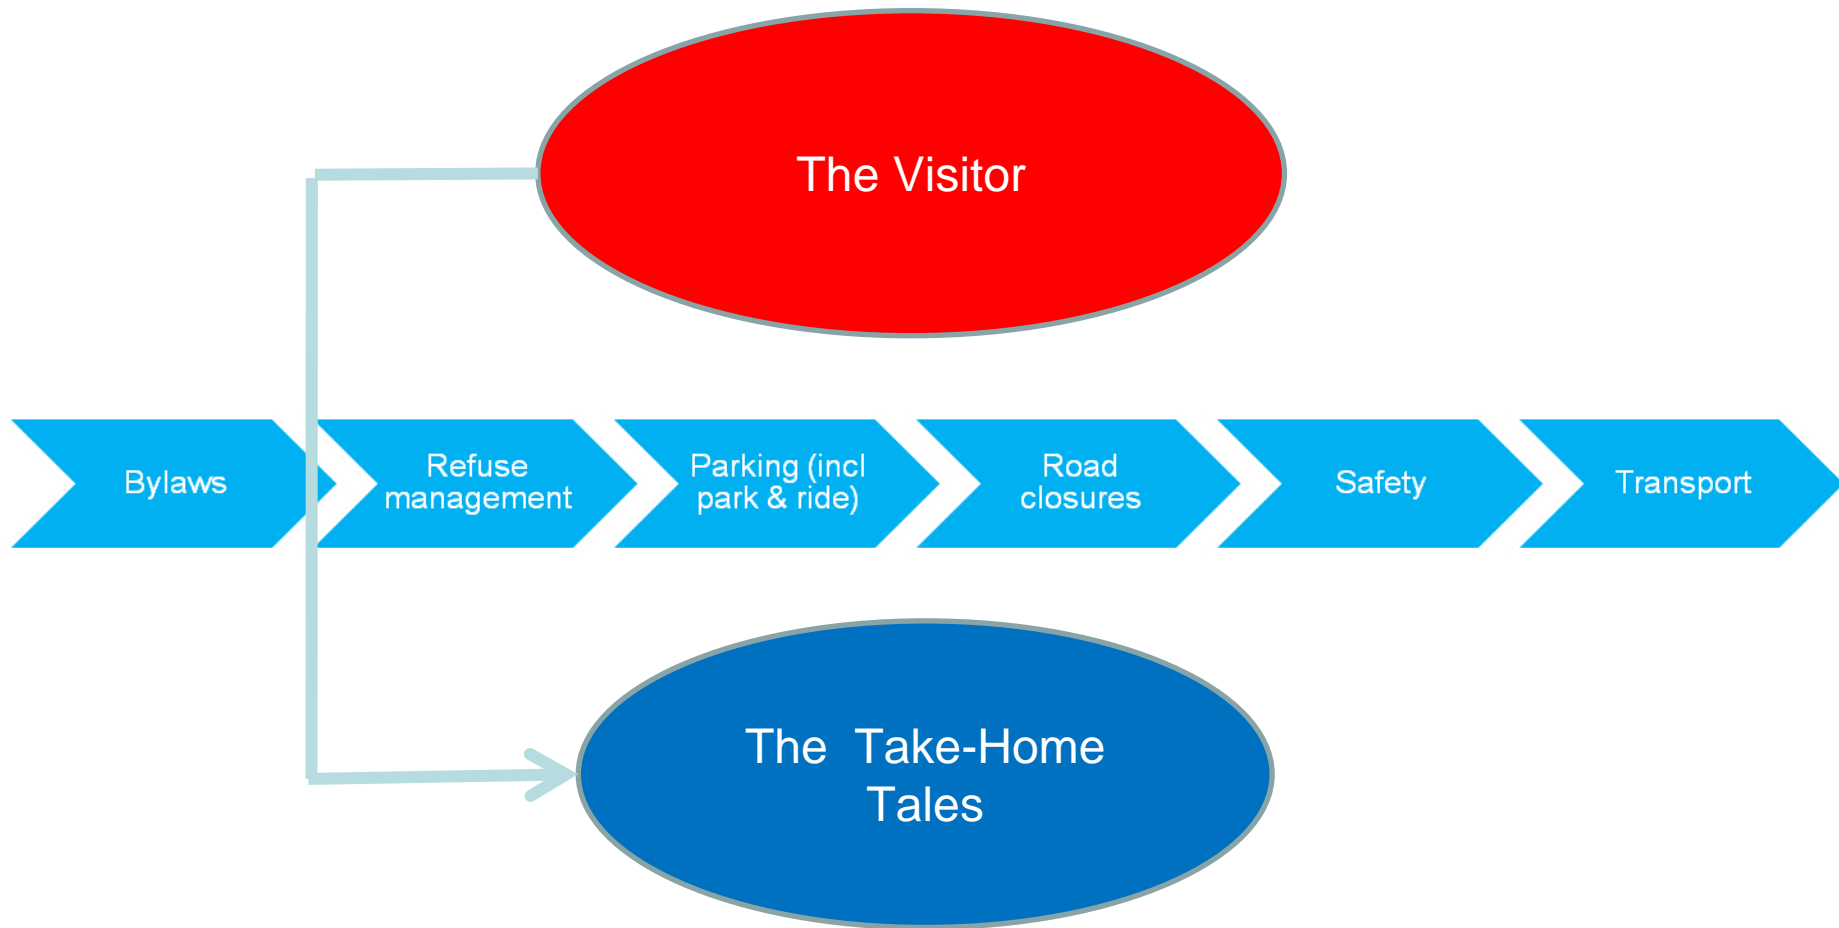 The Visitor
Bylaws
Refuse
management
Parking (incl
park & ride)
Road
closures
Safety
Transport
The  Take-Home
Tales